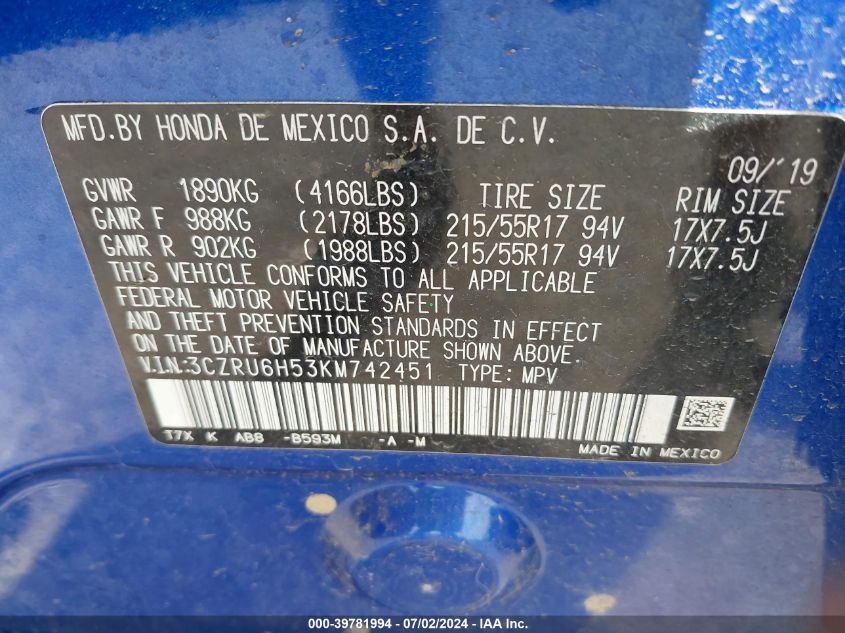 MFD.BY HONDA DE MEXICO S.A. DE C.V.
09/'19
GVWR 1890KG (4166LBS) TIRE SIZE RIM SIZE
GAWR F 988KG (2178LBS) 215/55R17 94V 17X7.5J
GAWR R 902KG (1988LBS) 215/55R17 94V 17X7.5J
THIS VEHICLE CONFORMS TO ALL APPLICABLE
FEDERAL MOTOR VEHICLE SAFETY
AND THEFT PREVENTION STANDARDS IN EFFECT
ON THE DATE OF MANUFACTURE SHOWN ABOVE.
V.I.N.:3CZRU6H53KM742451 TYPE: MPV
T7X K AB8 -B593M -A -M
MADE IN MEXICO
000-39781994 - 07/02/2024 - IAA Inc.